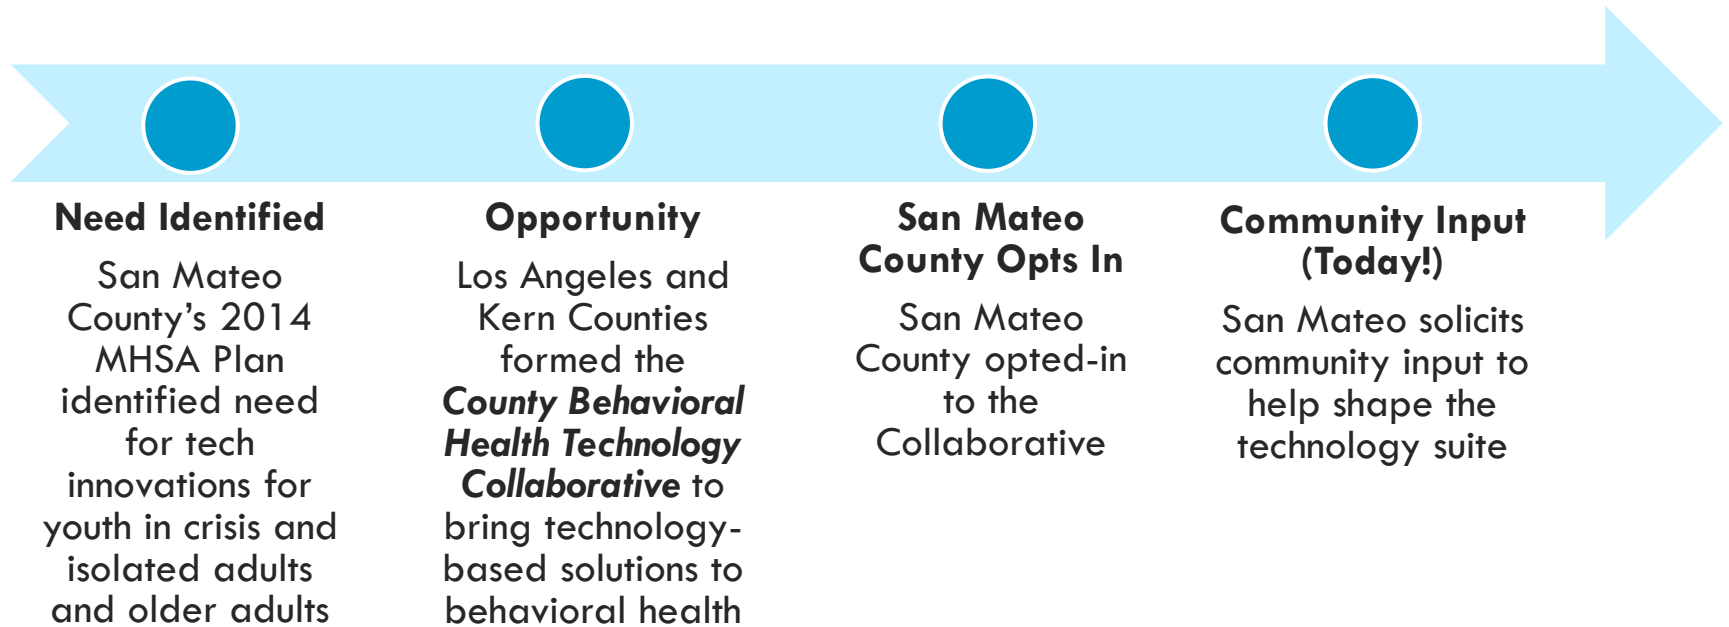 Need Identified
San Mateo
County’s 2014
MHSA Plan
identified need
for tech
innovations for
youth in crisis and
isolated adults
and older adults
Opportunity
Los Angeles and
Kern Counties
formed the
County Behavioral
Health Technology
Collaborative to
bring technology-
based solutions to
behavioral health
San Mateo
County Opts In
San Mateo
County opted-in
to the
Collaborative
Community Input
(Today!)
San Mateo solicits
community input to
help shape the
technology suite